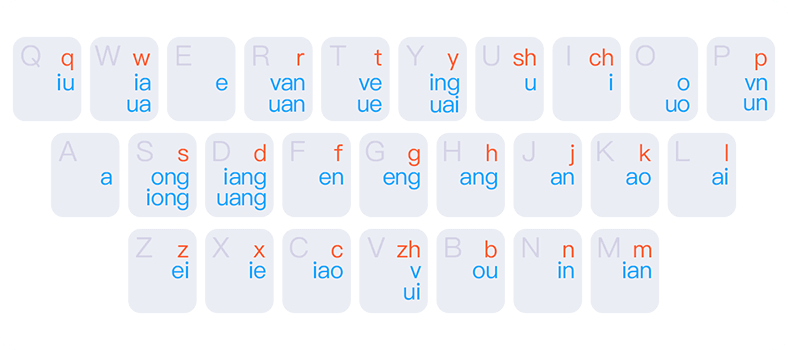 Q q W w E R r T t Y y U sh I ch O P p
iu ia e van ve ing u i o vn
ua uan ue uai uo un
A S s D d F f G g H h J j K k L l
a ong iang en eng ang an ao ai
iong uang
Z z X x C c V zh B b N n M m
ei ie iao v ou in ian
ui